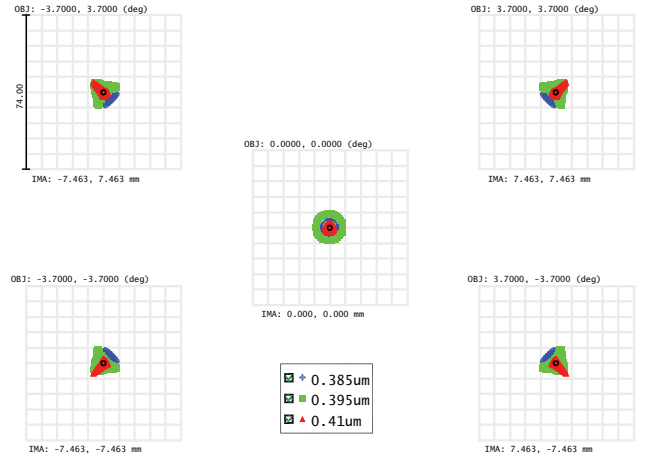 OBJ: -3.7000, 3.7000 (deg)
OBJ: 3.7000, 3.7000 (deg)
74.00
IMA: -7.463, 7.463 mm
IMA: 7.463, 7.463 mm
OBJ: 0.0000, 0.0000 (deg)
IMA: 0.000, 0.000 mm
OBJ: -3.7000, -3.7000 (deg)
OBJ: 3.7000, -3.7000 (deg)
0.385um
0.395um
0.41um
IMA: -7.463, -7.463 mm
IMA: 7.463, -7.463 mm